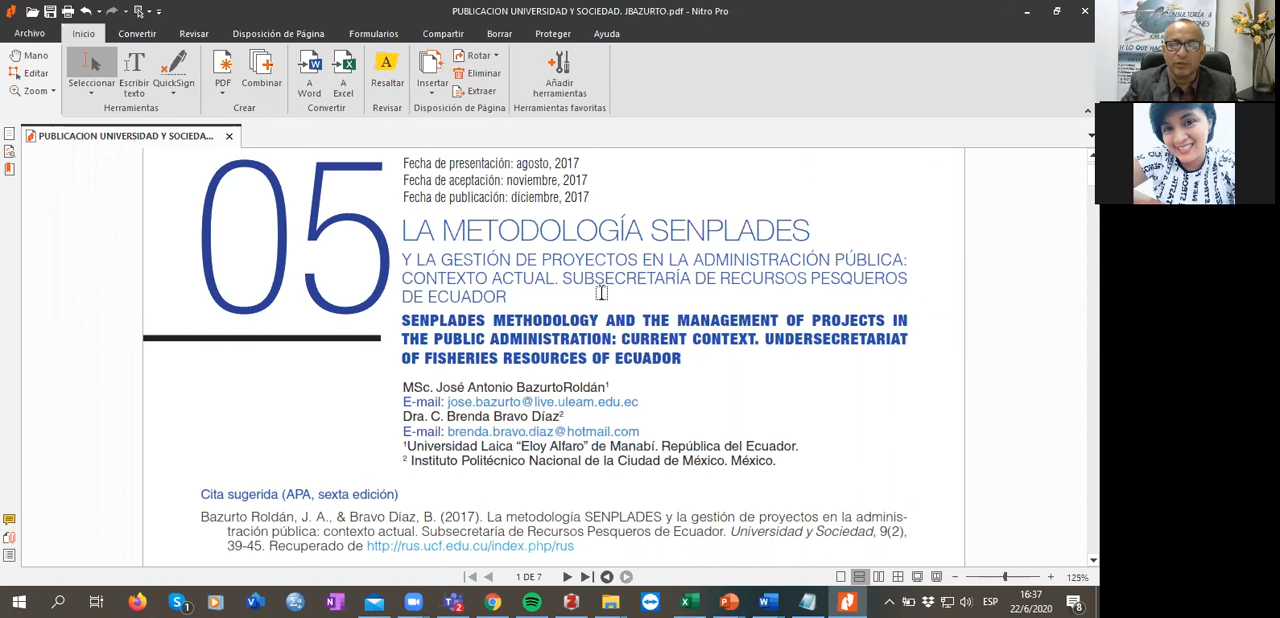 PUBLICACION UNIVERSIDAD Y SOCIEDAD. JBAZURTO.pdf - Nitro Pro
Archivo Inicio Convertir Revisar Disposición de Página Formularios Compartir Borrar Proteger Ayuda
Mano
Editar
Zoom
Seleccionar
Escribir texto
QuickSign
Herramientas
PDF
Combinar
Crear
A Word
A Excel
Convertir
Resaltar
Revisar
Insertar
Rotar
Eliminar
Extraer
Disposición de Página
Añadir herramientas
Herramientas favoritas
CONSULTORÍA &
PUBLICACION UNIVERSIDAD Y SOCIEDA...
05
Fecha de presentación: agosto, 2017
Fecha de aceptación: noviembre, 2017
Fecha de publicación: diciembre, 2017
LA METODOLOGÍA SENPLADES
Y LA GESTIÓN DE PROYECTOS EN LA ADMINISTRACIÓN PÚBLICA:
CONTEXTO ACTUAL. SUBSECRETARÍA DE RECURSOS PESQUEROS
DE ECUADOR
SENPLADES METHODOLOGY AND THE MANAGEMENT OF PROJECTS IN
THE PUBLIC ADMINISTRATION: CURRENT CONTEXT. UNDERSECRETARIAT
OF FISHERIES RESOURCES OF ECUADOR
MSc. José Antonio BazurtoRoldán¹
E-mail: jose.bazurto@live.uleam.edu.ec
Dra. C. Brenda Bravo Díaz²
E-mail: brenda.bravo.diaz@hotmail.com
¹Universidad Laica “Eloy Alfaro” de Manabí. República del Ecuador.
² Instituto Politécnico Nacional de la Ciudad de México. México.
Cita sugerida (APA, sexta edición)
Bazurto Roldán, J. A., & Bravo Díaz, B. (2017). La metodología SENPLADES y la gestión de proyectos en la adminis-
tración pública: contexto actual. Subsecretaría de Recursos Pesqueros de Ecuador. Universidad y Sociedad, 9(2),
39-45. Recuperado de http://rus.ucf.edu.cu/index.php/rus
1 DE 7
125%
ESP
16:37
22/6/2020